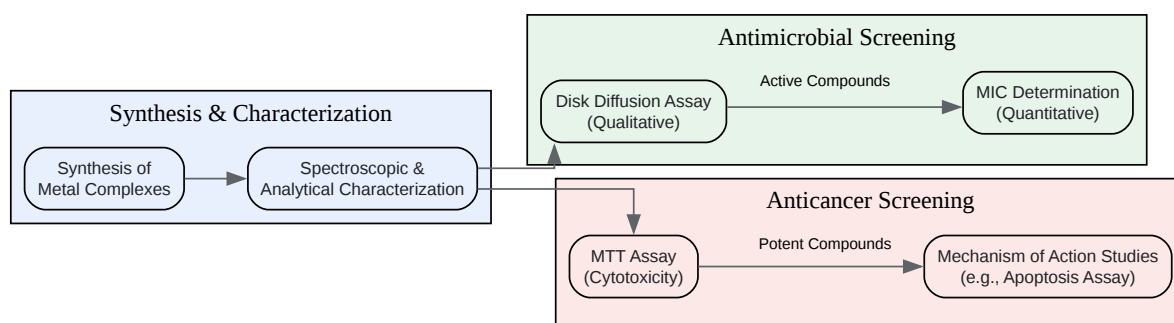 Synthesis & Characterization
Synthesis of
Metal Complexes
Spectroscopic &
Analytical Characterization
Antimicrobial Screening
Disk Diffusion Assay
(Qualitative)
Active Compounds
MIC Determination
(Quantitative)
Anticancer Screening
MTT Assay
(Cytotoxicity)
Potent Compounds
Mechanism of Action Studies
(e.g., Apoptosis Assay)